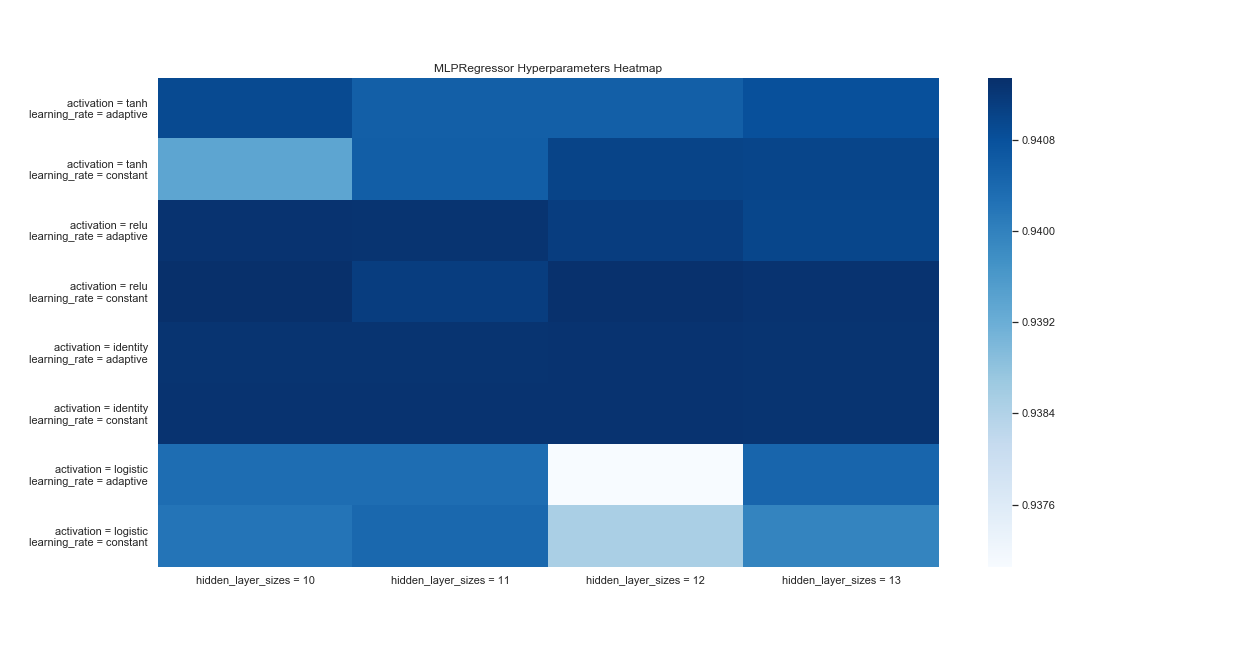 MLPRegressor Hyperparameters Heatmap
activation = tanh
learning_rate = adaptive
activation = tanh
learning_rate = constant
activation = relu
learning_rate = adaptive
activation = relu
learning_rate = constant
activation = identity
learning_rate = adaptive
activation = identity
learning_rate = constant
activation = logistic
learning_rate = adaptive
activation = logistic
learning_rate = constant
hidden_layer_sizes = 10
hidden_layer_sizes = 11
hidden_layer_sizes = 12
hidden_layer_sizes = 13
0.9408
0.9400
0.9392
0.9384
0.9376